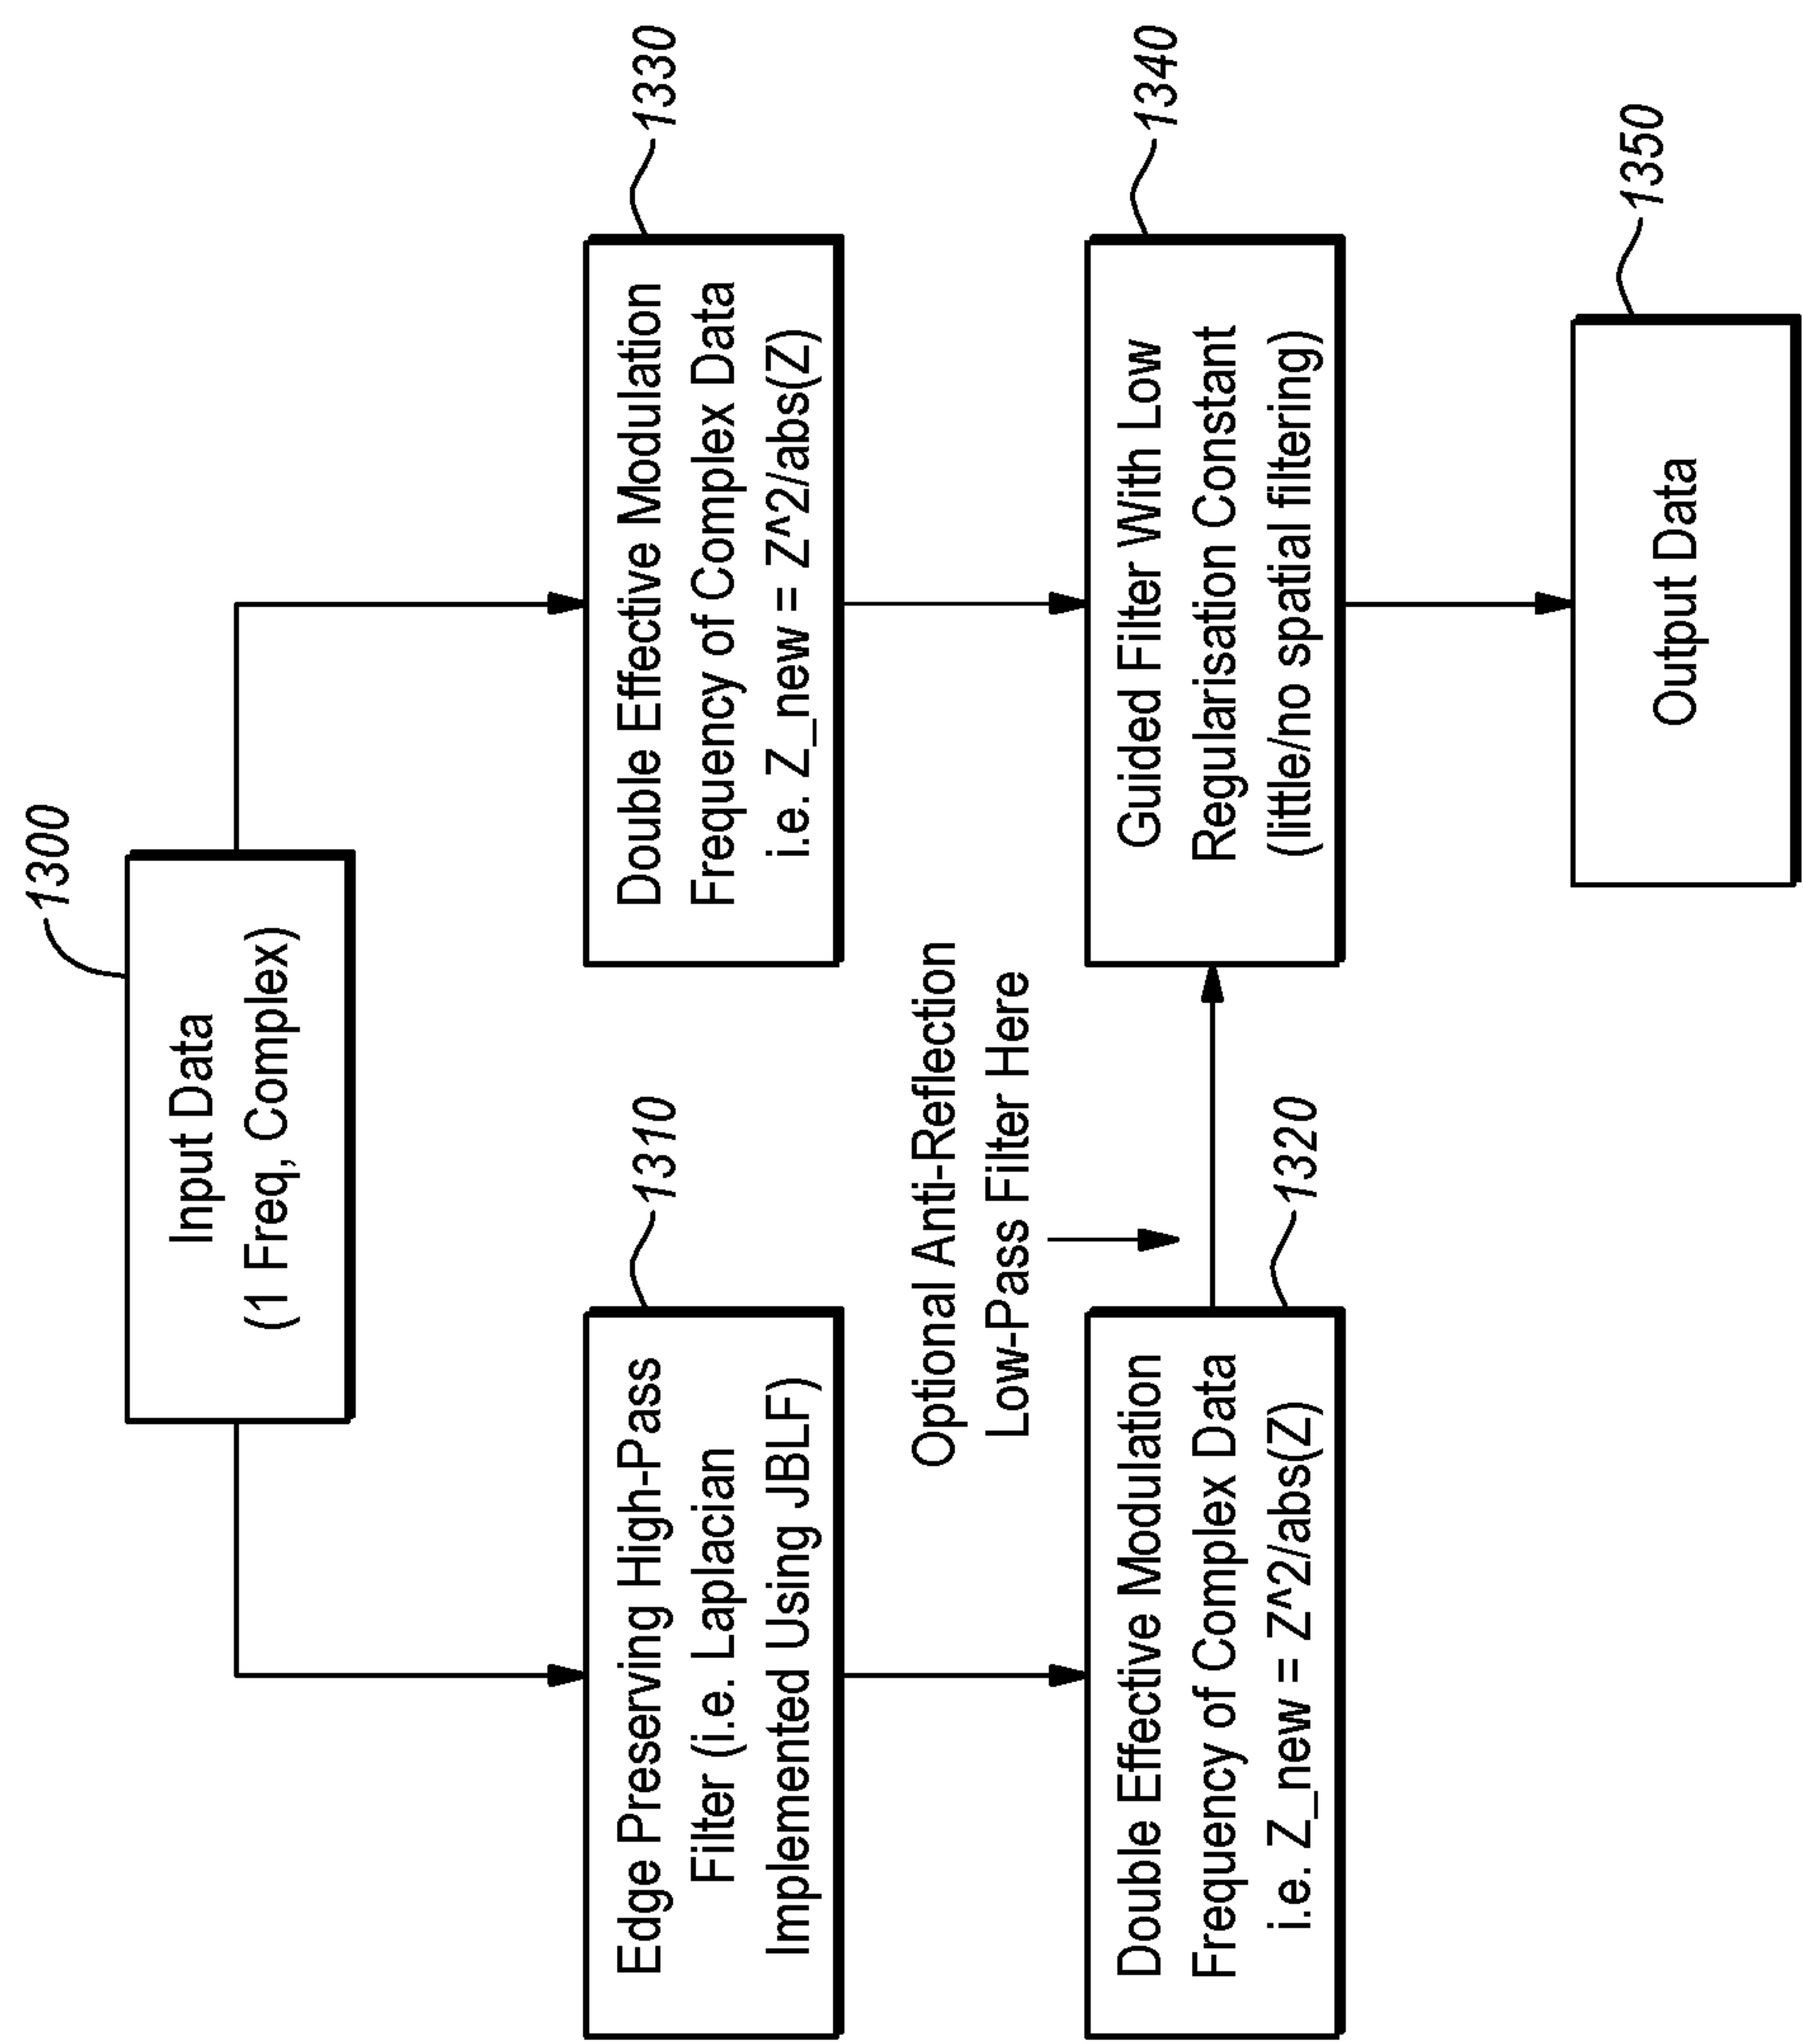 1300
Input Data
(1 Freq, Complex)
1310
Edge Preserving High-Pass
Filter (i.e. Laplacian
Implemented Using JBLF)
1330
Double Effective Modulation
Frequency of Complex Data
i.e. Z_new = Z^2/abs(Z)
1320
Double Effective Modulation
Frequency of Complex Data
i.e. Z_new = Z^2/abs(Z)
Optional Anti-Reflection
Low-Pass Filter Here
1340
Guided Filter With Low
Regularisation Constant
(little/no spatial filtering)
1350
Output Data